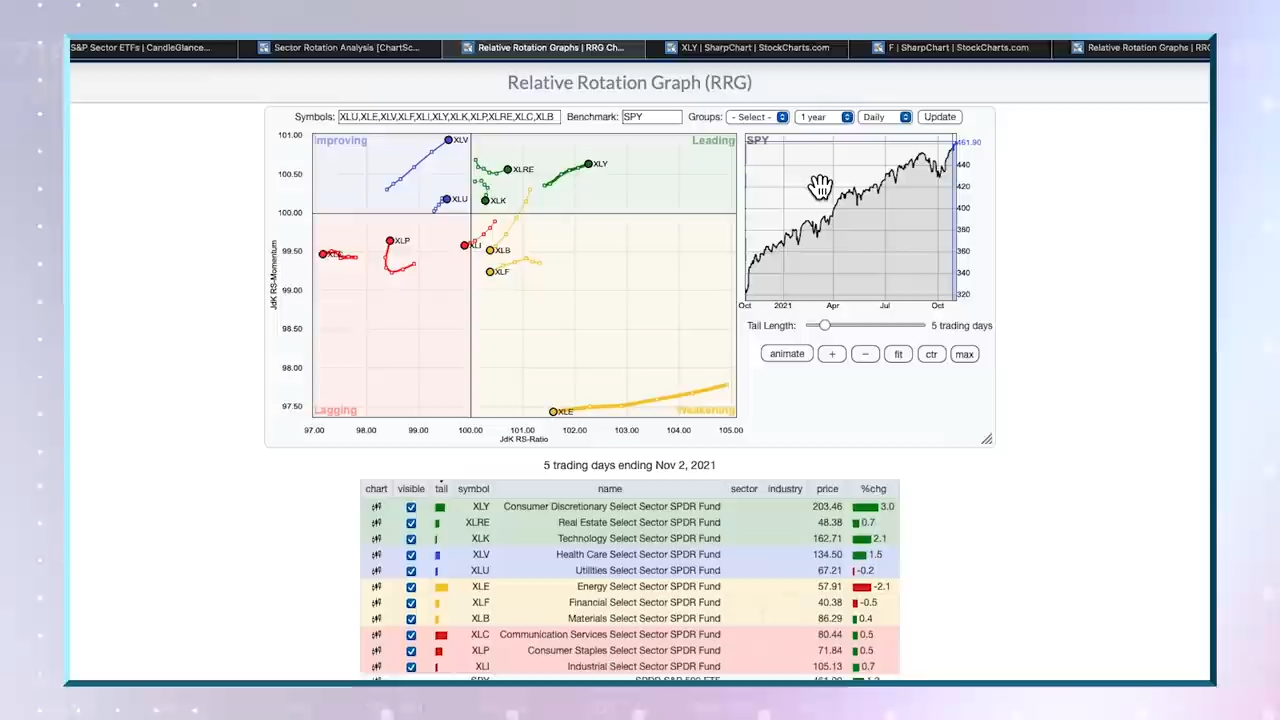 S&P Sector ETFs | CandleGlance...
Sector Rotation Analysis [ChartSc...
Relative Rotation Graphs | RRG Ch...
XLY | SharpChart | StockCharts.com
F | SharpChart | StockCharts.com
Relative Rotation Graphs | RRG
Relative Rotation Graph (RRG)
Symbols: XLU,XLE,XLV,XLF,XLI,XLY,XLK,XLP,XLRE,XLC,XLB Benchmark: SPY Groups: - Select - 1 year Daily Update
101.00
100.50
100.00
99.50
99.00
98.50
98.00
97.50
JdK RS-Momentum
Improving
Leading
Lagging
Weakening
XLV
XLRE
XLY
XLU
XLK
XLP
XLI
XLB
XLF
XLE
97.00 98.00 99.00 100.00 101.00 102.00 103.00 104.00 105.00
JdK RS-Ratio
SPY
461.90
440
420
400
380
360
340
320
Oct 2021 Apr Jul Oct
Tail Length: 5 trading days
animate + − fit ctr max
5 trading days ending Nov 2, 2021
chart visible tail symbol name sector industry price %chg
XLY Consumer Discretionary Select Sector SPDR Fund 203.46 3.0
XLRE Real Estate Select Sector SPDR Fund 48.38 0.7
XLK Technology Select Sector SPDR Fund 162.71 2.1
XLV Health Care Select Sector SPDR Fund 134.50 1.5
XLU Utilities Select Sector SPDR Fund 67.21 -0.2
XLE Energy Select Sector SPDR Fund 57.91 -2.1
XLF Financial Select Sector SPDR Fund 40.38 -0.5
XLB Materials Select Sector SPDR Fund 86.29 0.4
XLC Communication Services Select Sector SPDR Fund 80.44 0.5
XLP Consumer Staples Select Sector SPDR Fund 71.84 0.5
XLI Industrial Select Sector SPDR Fund 105.13 0.7